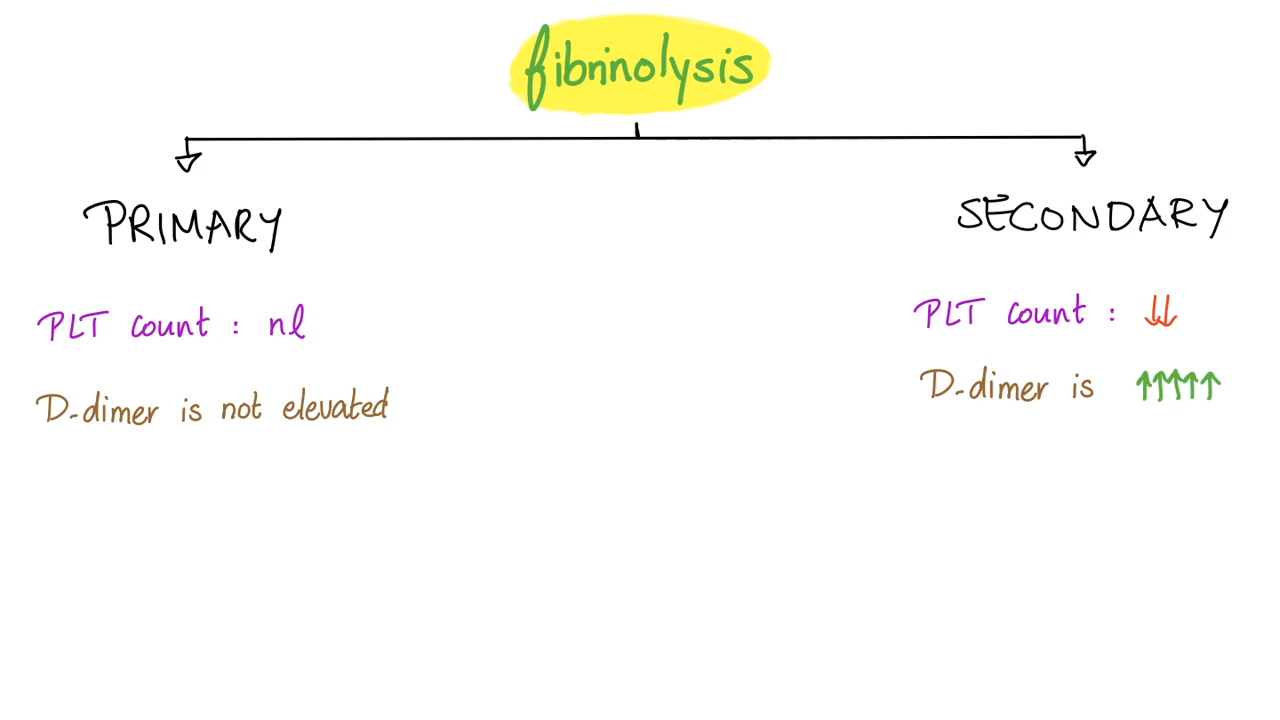 fibrinolysis
PRIMARY
SECONDARY
PLT count : nl
D-dimer is not elevated
PLT count : ↓↓
D-dimer is ↑↑↑↑↑